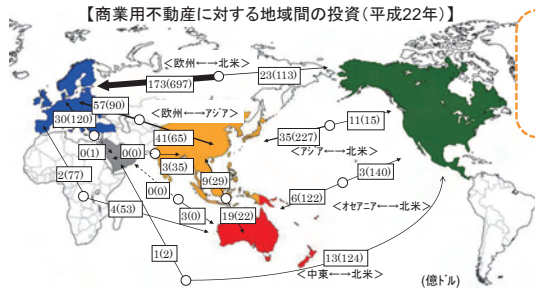 【商業用不動産に対する地域間の投資(平成22年)】
<欧州←→北米>
173(697)
23(113)
57(90)
<欧州←→アジア>
11(15)
30(120)
41(65)
35(227)
<アジア←→北米>
0(1)
0(0)
3(35)
3(140)
2(77)
0(0)
9(29)
6(122)
<オセアニア←→北米>
4(53)
3(0)
19(22)
1(2)
13(124)
<中東←→北米>
(億ドル)